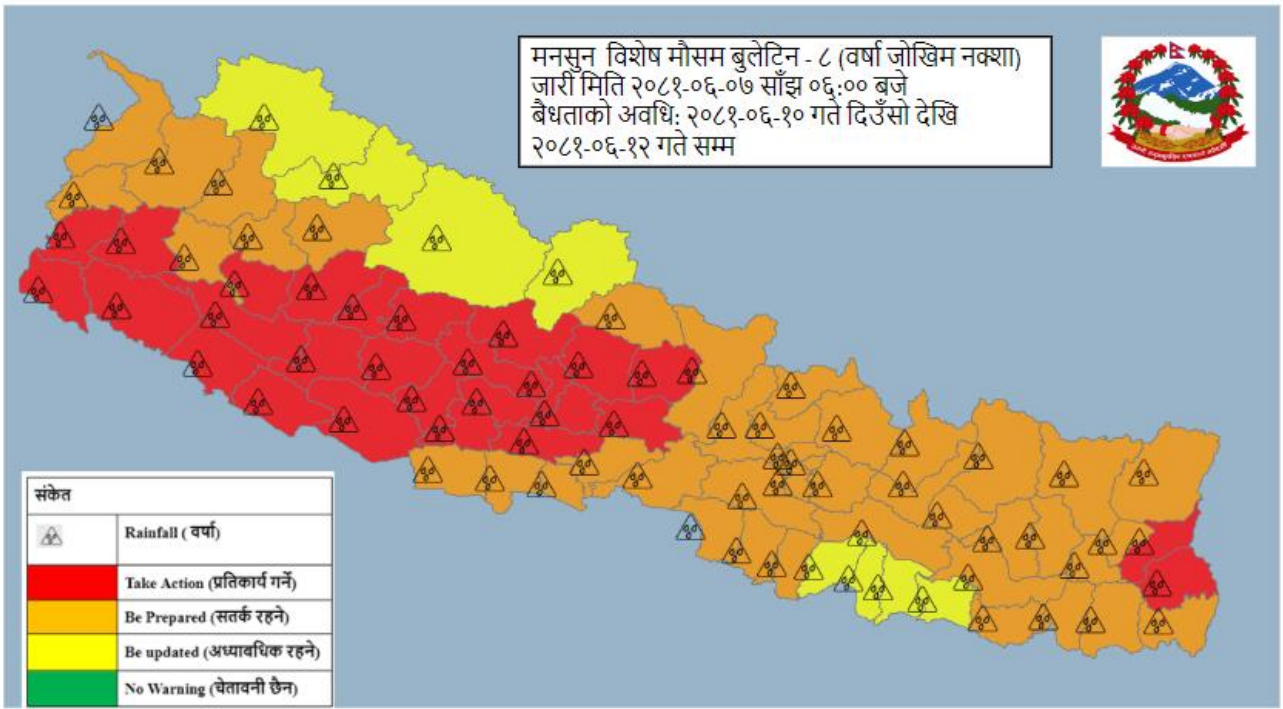 मनसुन विशेष मौसम बुलेटिन - ८ (वर्षा जोखिम नक्शा)
जारी मिति २०८१-०६-०७ साँझ ०६:०० बजे
बैधताको अवधि: २०८१-०६-१० गते दिउँसो देखि
२०८१-०६-१२ गते सम्म
संकेत
Rainfall ( वर्षा)
Take Action (प्रतिकार्य गर्ने)
Be Prepared (सतर्क रहने)
Be updated (अध्यावधिक रहने)
No Warning (चेतावनी छैन)